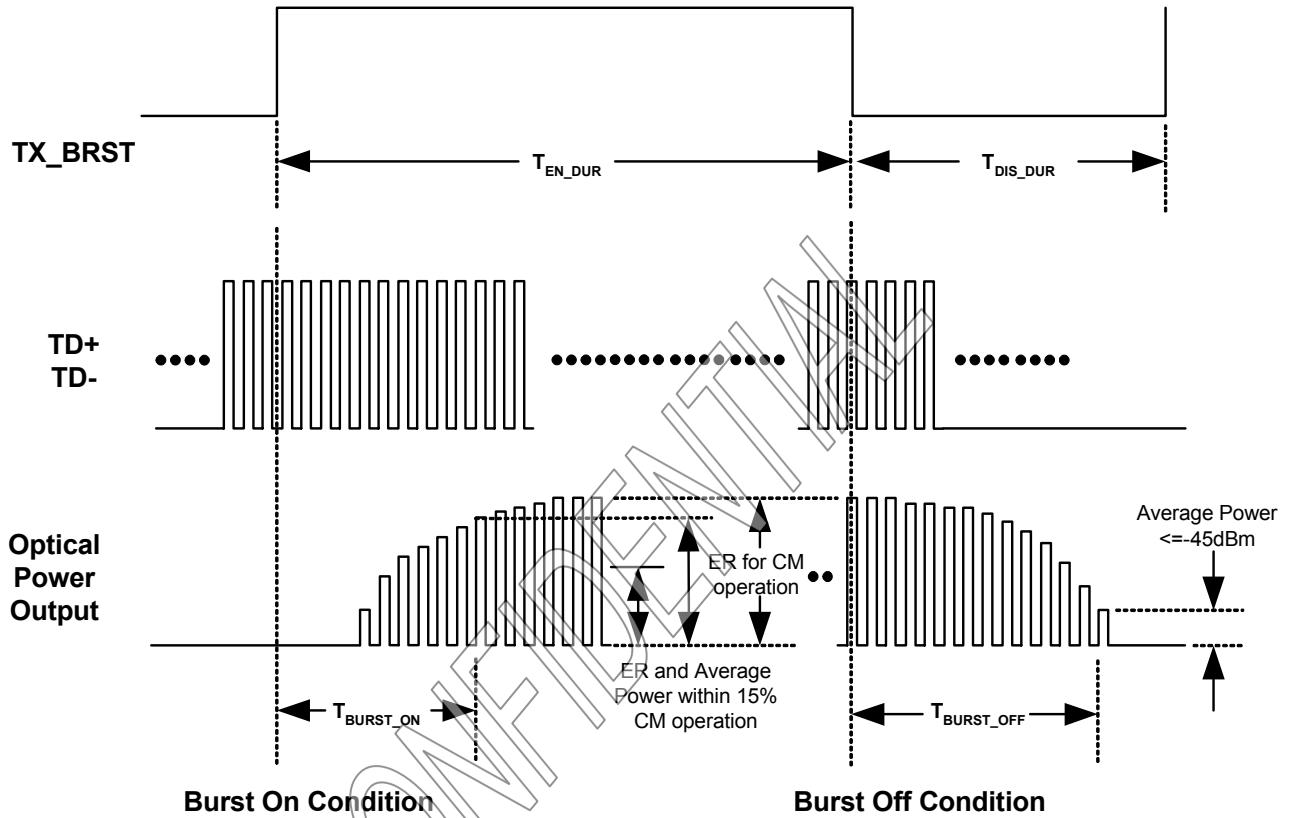 TX_BRST
T_EN_DUR
T_DIS_DUR
TD+
TD-
Optical
Power
Output
ER for CM
operation
Average Power
<=-45dBm
ER and Average
Power within 15%
CM operation
T_BURST_ON
T_BURST_OFF
Burst On Condition
Burst Off Condition
CONFIDENTIAL